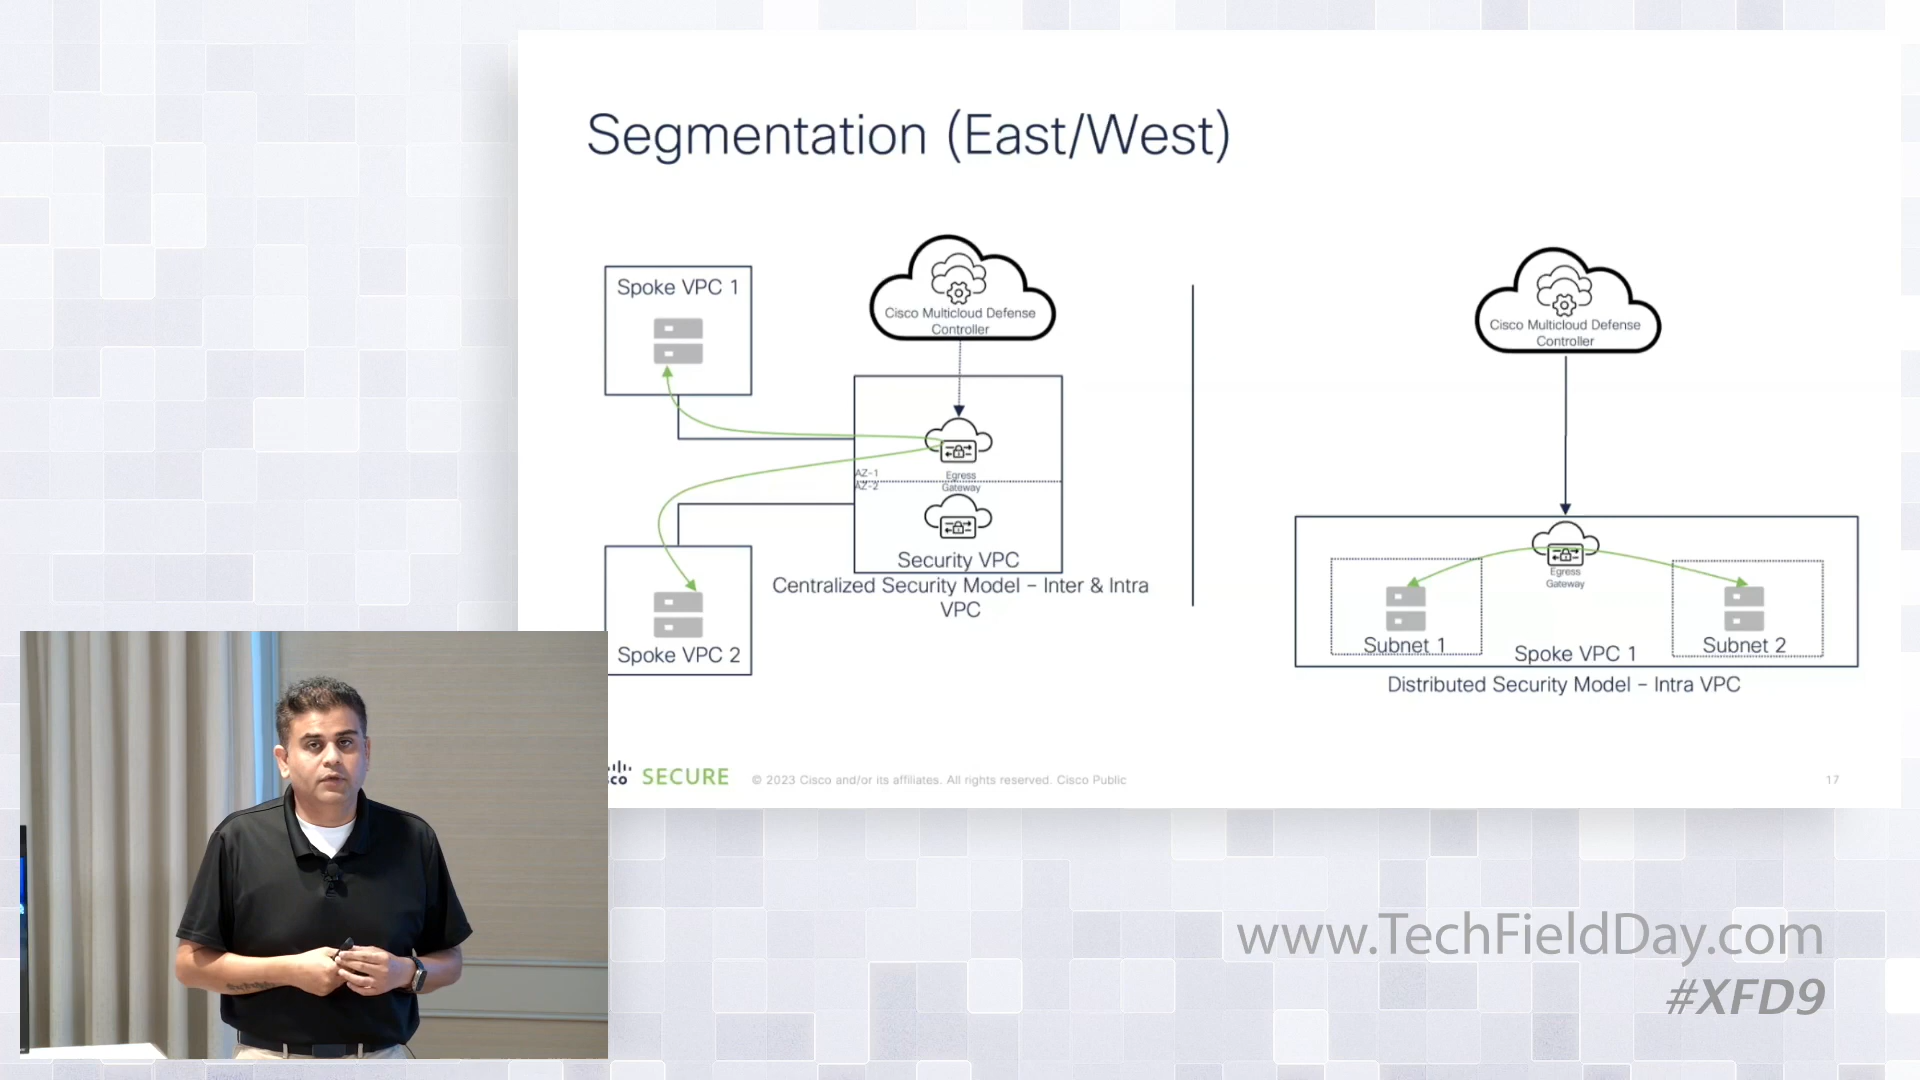 Segmentation (East/West)
Spoke VPC 1
Cisco Multicloud Defense
Controller
AZ-1
AZ-2
Egress
Gateway
Security VPC
Centralized Security Model – Inter & Intra
VPC
Spoke VPC 2
Cisco Multicloud Defense
Controller
Egress
Gateway
Subnet 1
Spoke VPC 1
Subnet 2
Distributed Security Model – Intra VPC
SECURE
© 2023 Cisco and/or its affiliates. All rights reserved. Cisco Public
17
www.TechFieldDay.com
#XFD9